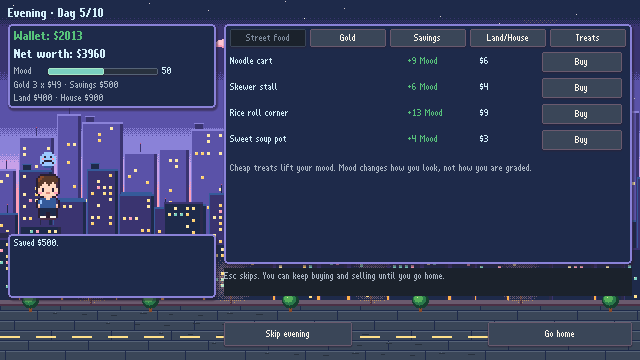 Evening · Day 5/10
Wallet: $2013
Net worth: $3960
Mood 50
Gold 3 x $49 · Savings $500
Land $400 · House $900
Saved $500.
Street food Gold Savings Land/House Treats
Noodle cart +9 Mood $6 Buy
Skewer stall +6 Mood $4 Buy
Rice roll corner +13 Mood $9 Buy
Sweet soup pot +4 Mood $3 Buy
Cheap treats lift your mood. Mood changes how you look, not how you are graded.
Esc skips. You can keep buying and selling until you go home.
Skip evening Go home